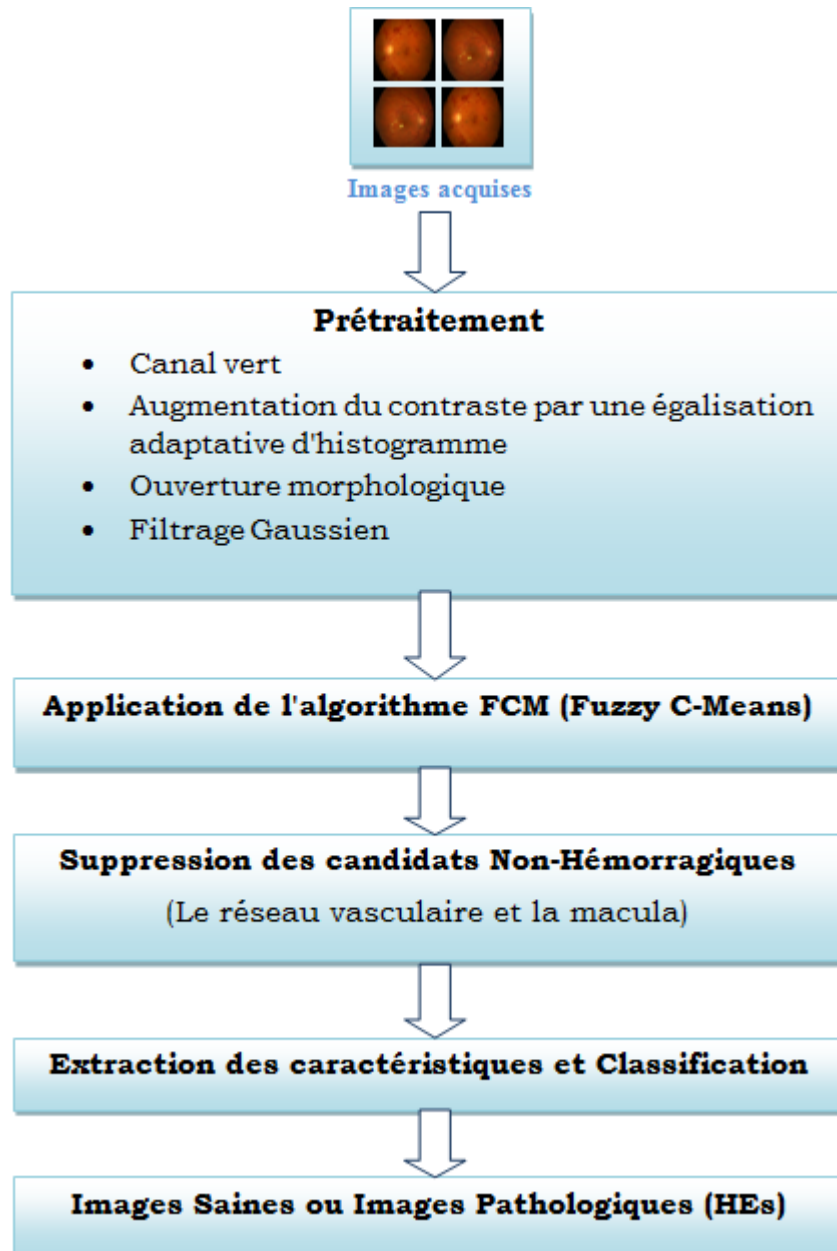 Images acquises
Prétraitement
• Canal vert
• Augmentation du contraste par une égalisation
adaptative d'histogramme
• Ouverture morphologique
• Filtrage Gaussien
Application de l'algorithme FCM (Fuzzy C-Means)
Suppression des candidats Non-Hémorragiques
(Le réseau vasculaire et la macula)
Extraction des caractéristiques et Classification
Images Saines ou Images Pathologiques (HEs)